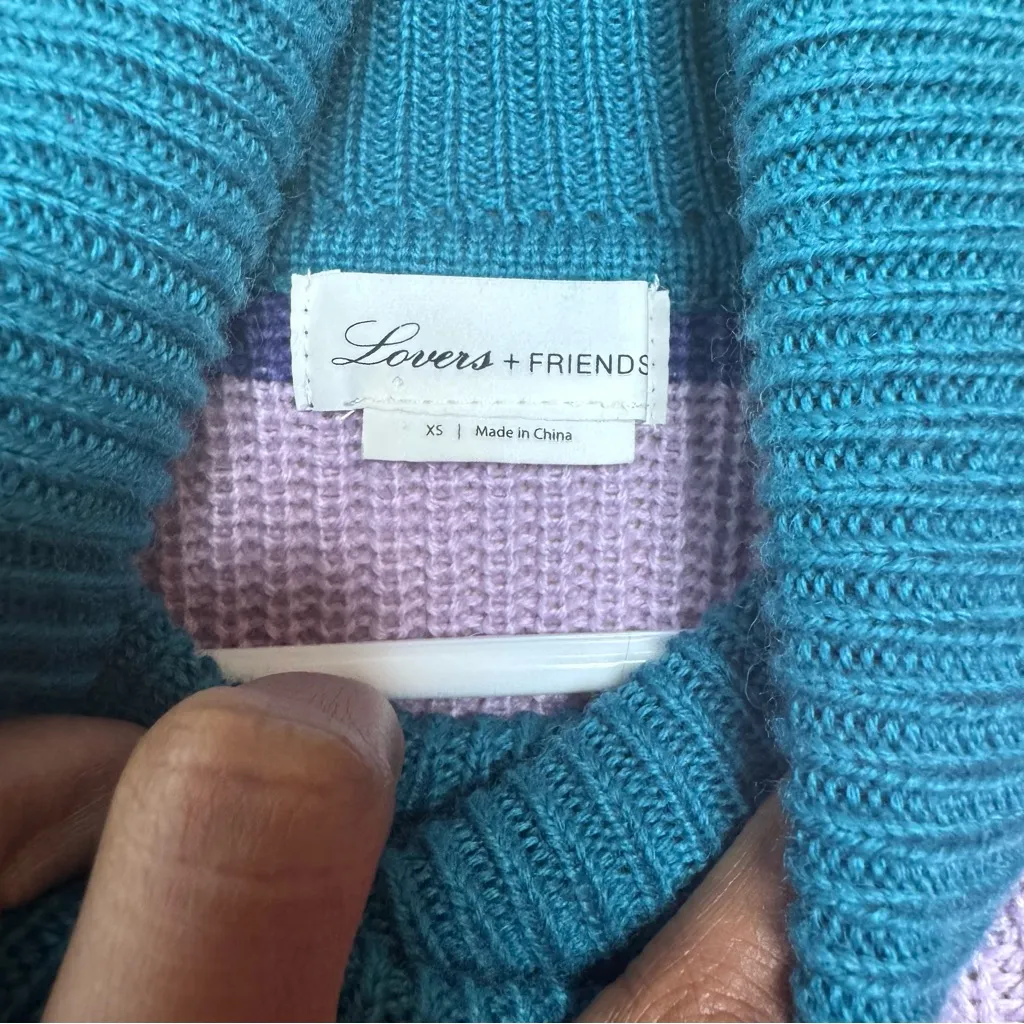 Lovers + FRIENDS
XS | Made in China